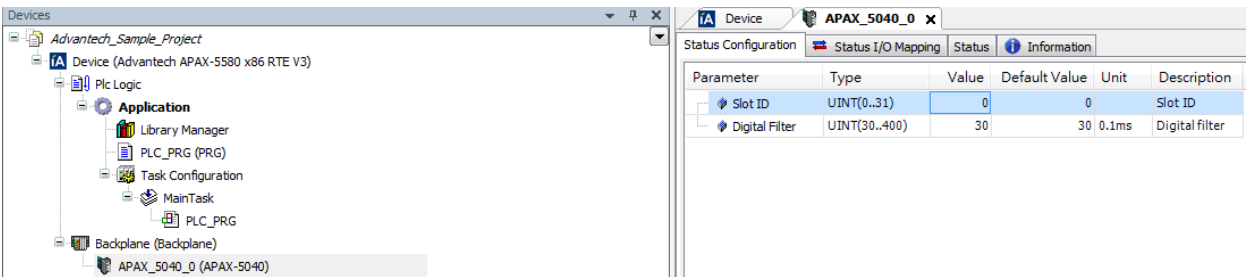 Devices
Advantech_Sample_Project
Device (Advantech APAX-5580 x86 RTE V3)
Plc Logic
Application
Library Manager
PLC_PRG (PRG)
Task Configuration
MainTask
PLC_PRG
Backplane (Backplane)
APAX_5040_0 (APAX-5040)
Device APAX_5040_0
Status Configuration Status I/O Mapping Status Information
Parameter Type Value Default Value Unit Description
Slot ID UINT(0..31) 0 0 Slot ID
Digital Filter UINT(30..400) 30 30 0.1ms Digital filter